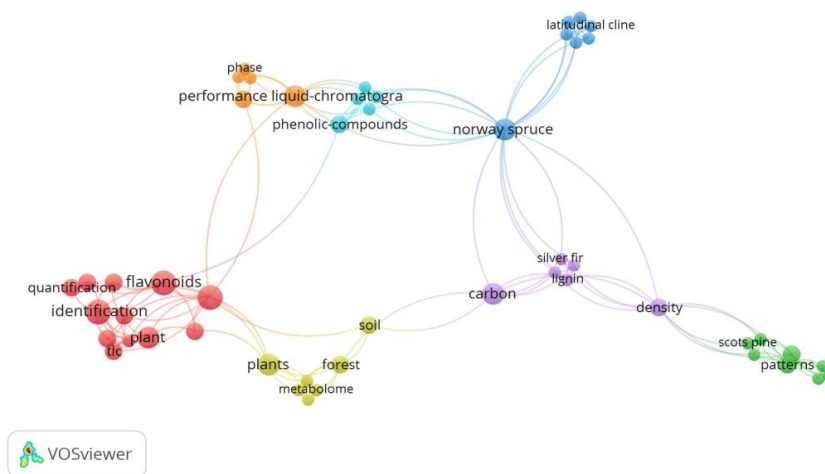 latitudinal cline
phase
performance liquid-chromatogra
phenolic-compounds
norway spruce
silver fir
lignin
flavonoids
quantification
carbon
identification
density
soil
plant
tlc
scots pine
plants
forest
patterns
metabolome
VOSviewer